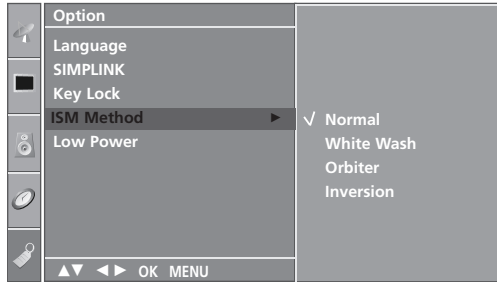 Option
Language
SIMPLINK
Key Lock
ISM Method ►
Low Power
√ Normal
White Wash
Orbiter
Inversion
▲▼ ◄► OK MENU